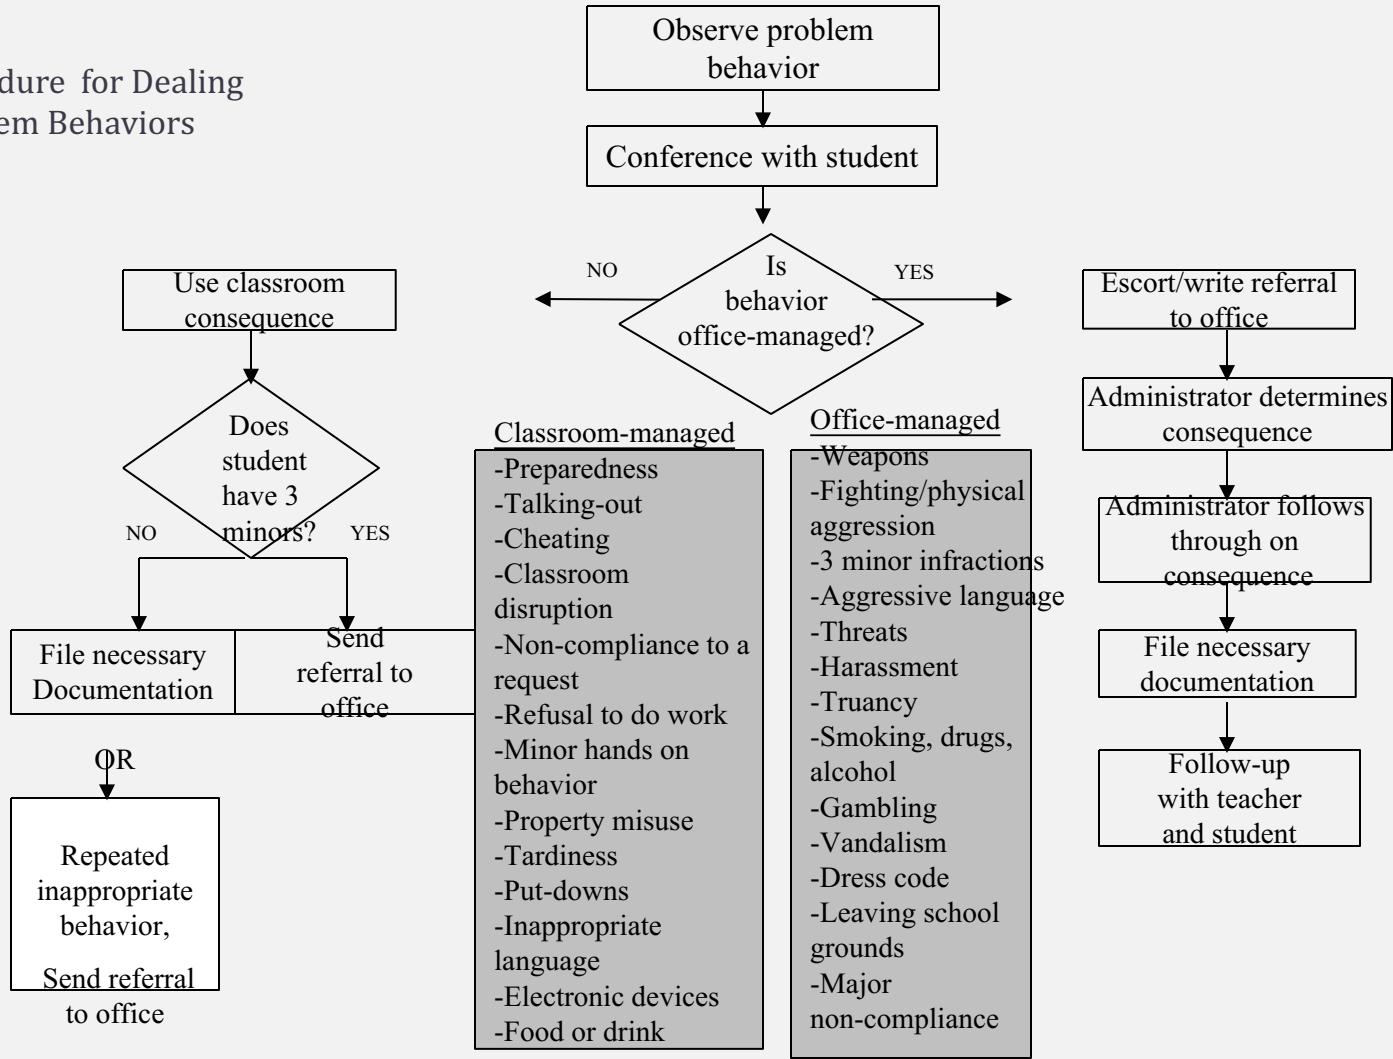 dure for Dealing
em Behaviors
Observe problem
behavior
Conference with student
Is
behavior
office-managed?
NO
YES
Use classroom
consequence
Does
student
have 3
minors?
NO
YES
File necessary
Documentation
Send
referral to
office
OR
Repeated
inappropriate
behavior,
Send referral
to office
Classroom-managed
-Preparedness
-Talking-out
-Cheating
-Classroom
disruption
-Non-compliance to a
request
-Refusal to do work
-Minor hands on
behavior
-Property misuse
-Tardiness
-Put-downs
-Inappropriate
language
-Electronic devices
-Food or drink
Office-managed
-Weapons
-Fighting/physical
aggression
-3 minor infractions
-Aggressive language
-Threats
-Harassment
-Truancy
-Smoking, drugs,
alcohol
-Gambling
-Vandalism
-Dress code
-Leaving school
grounds
-Major
non-compliance
Escort/write referral
to office
Administrator determines
consequence
Administrator follows
through on
consequence
File necessary
documentation
Follow-up
with teacher
and student